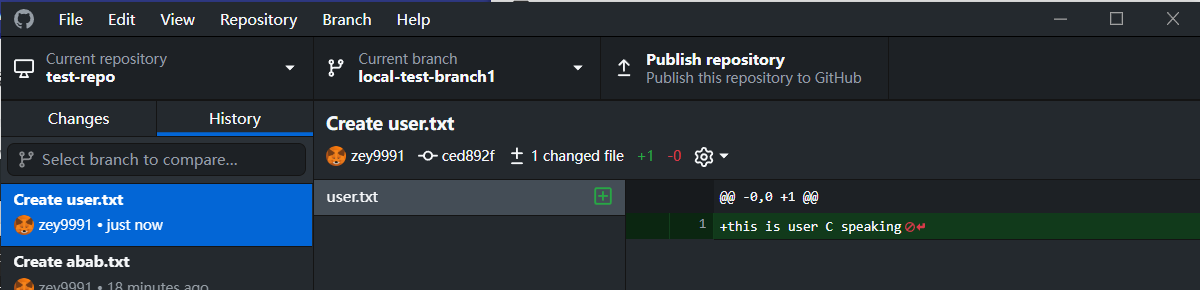 File Edit View Repository Branch Help
Current repository
test-repo
Current branch
local-test-branch1
Publish repository
Publish this repository to GitHub
Changes History
Select branch to compare...
Create user.txt
zey9991 • just now
Create abab.txt
zey9991 • 18 minutes ago
Create user.txt
zey9991 ced892f 1 changed file +1 -0
user.txt
@@ -0,0 +1 @@
1 +this is user C speaking